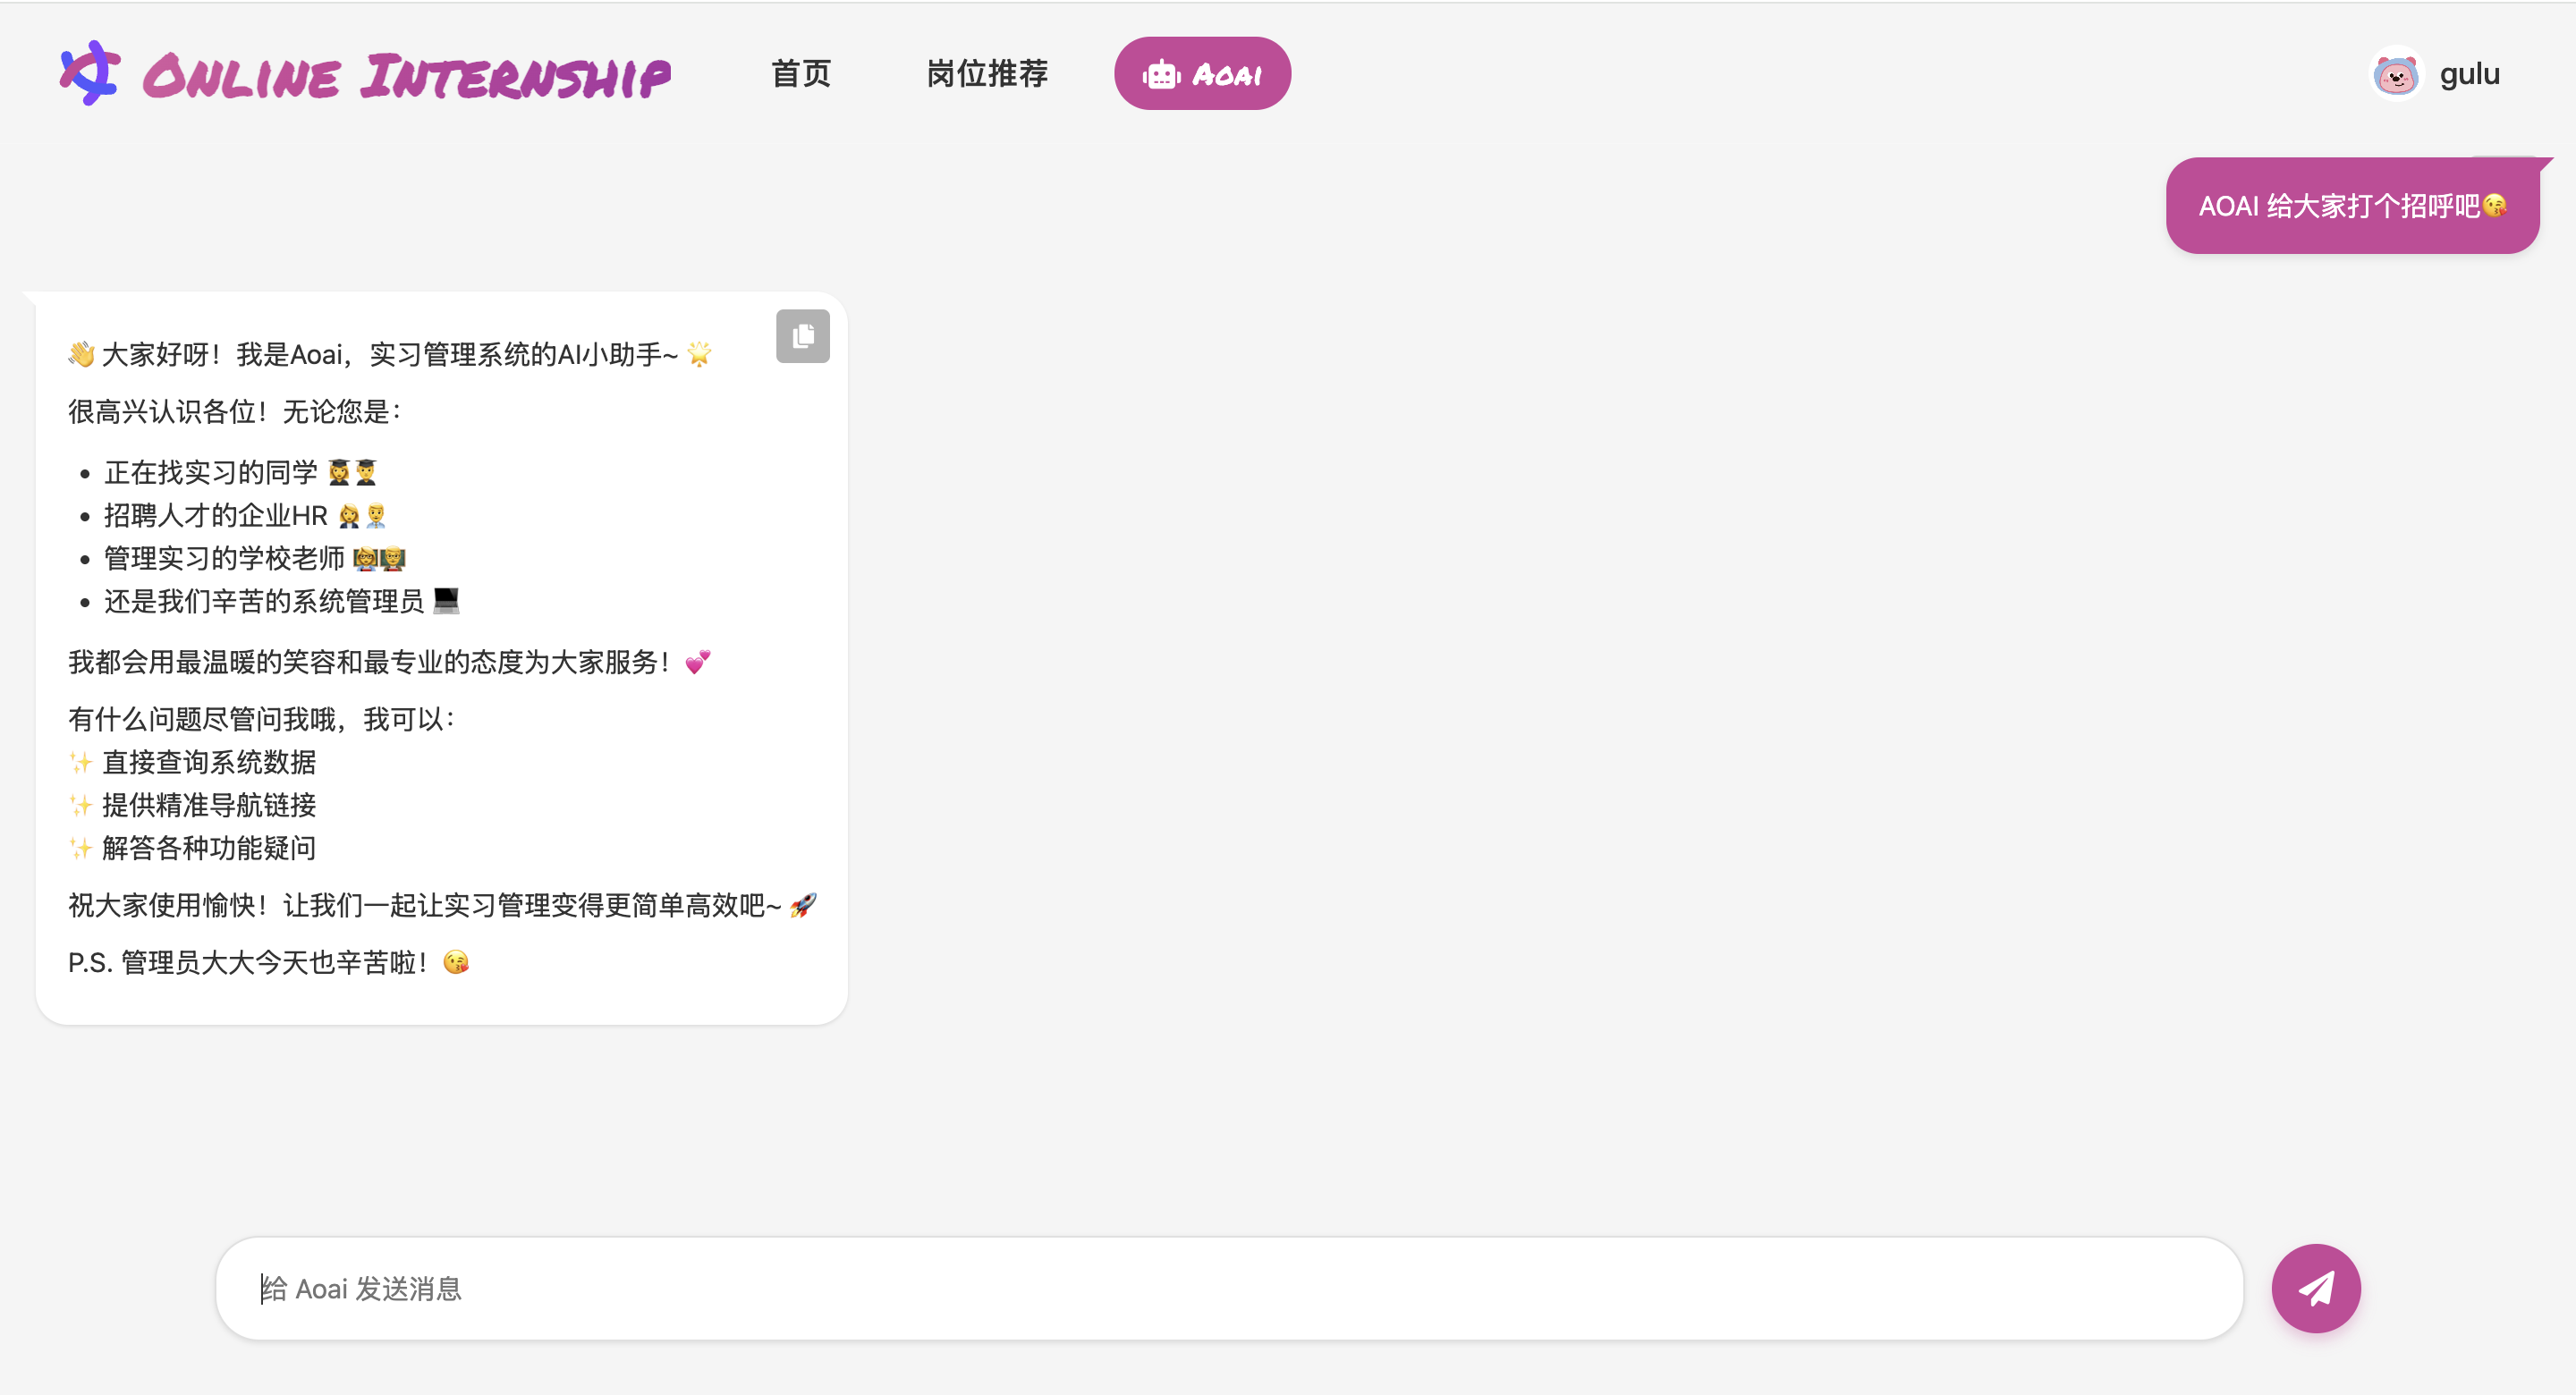 Online Internship
首页
岗位推荐
Aoai
gulu
AOAI 给大家打个招呼吧😘
👋 大家好呀！我是Aoai，实习管理系统的AI小助手~ 🌟
很高兴认识各位！无论您是：
• 正在找实习的同学 👩‍🎓👨‍🎓
• 招聘人才的企业HR 👩‍💼👨‍💼
• 管理实习的学校老师 👩‍🏫👨‍🏫
• 还是我们辛苦的系统管理员 💻
我都会用最温暖的笑容和最专业的态度为大家服务！💕
有什么问题尽管问我哦，我可以：
✨ 直接查询系统数据
✨ 提供精准导航链接
✨ 解答各种功能疑问
祝大家使用愉快！让我们一起让实习管理变得更简单高效吧~ 🚀
P.S. 管理员大大今天也辛苦啦！😘
给 Aoai 发送消息